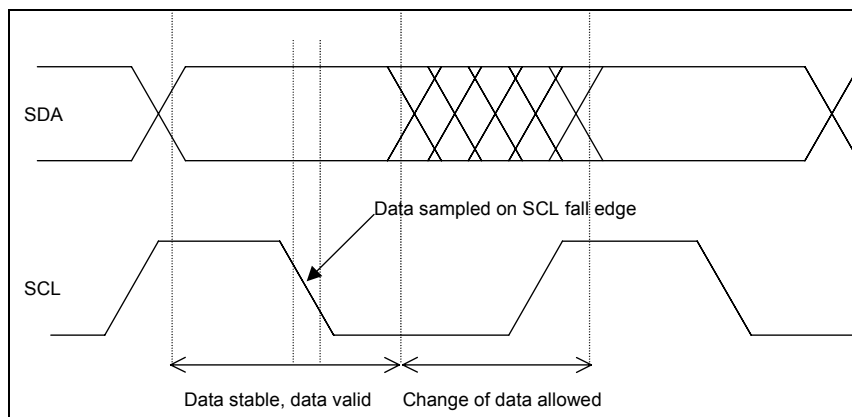 SDA
Data sampled on SCL fall edge
SCL
Data stable, data valid
Change of data allowed